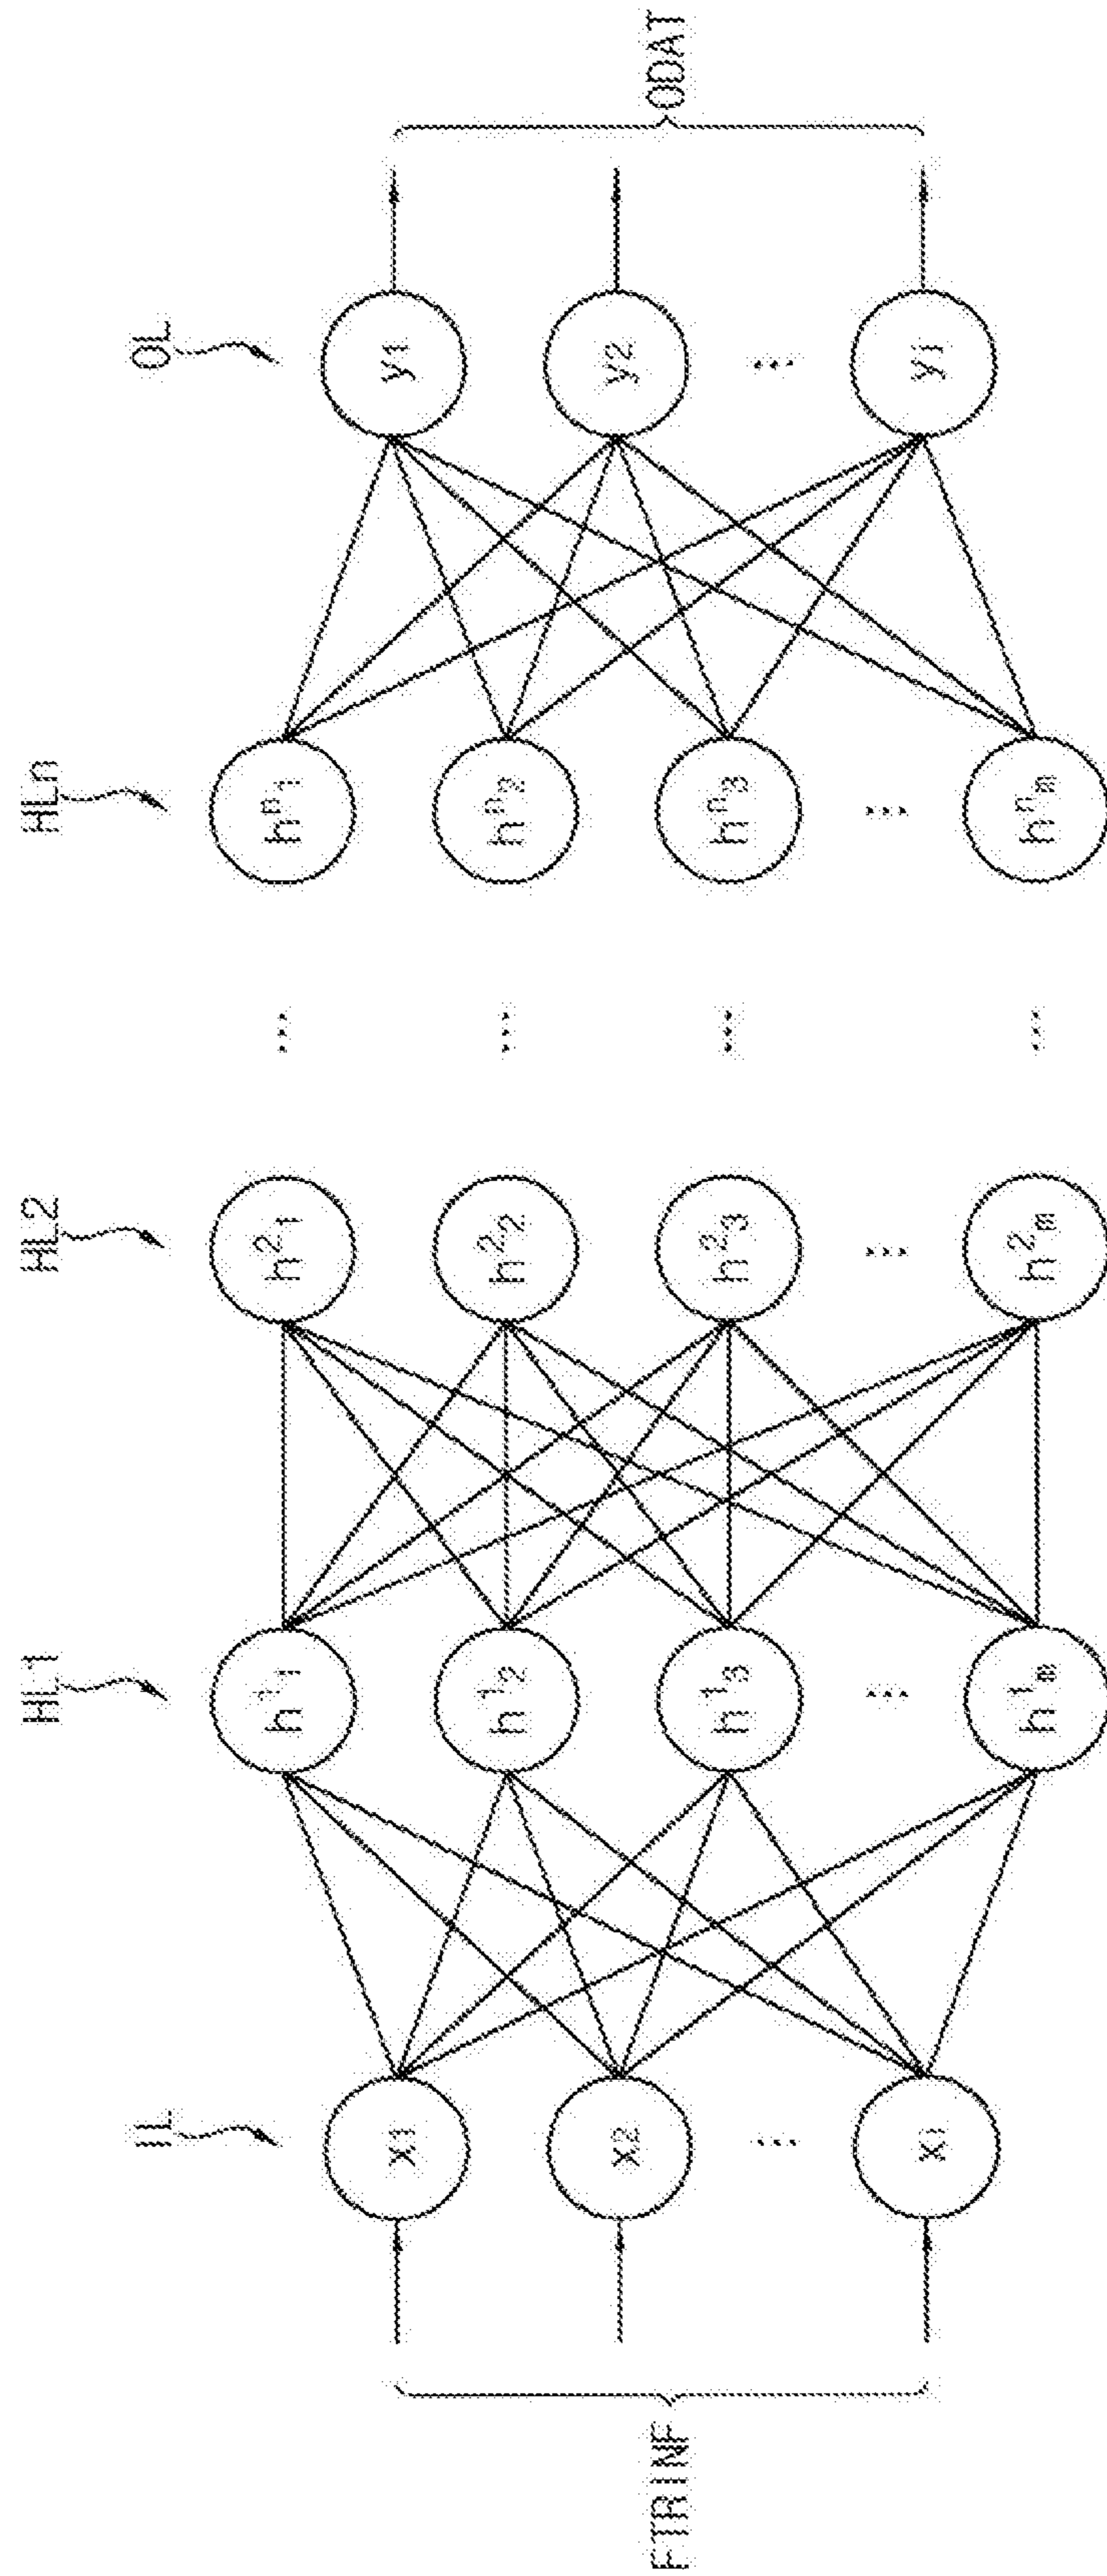 FTRINF
IL
x1
x2
⋮
xi
HL1
h¹1
h¹2
h¹3
⋮
h¹m
HL2
h²1
h²2
h²3
⋮
h²m
...
...
...
...
HLn
hⁿ1
hⁿ2
hⁿ3
⋮
hⁿm
OL
y1
y2
⋮
yj
ODAT